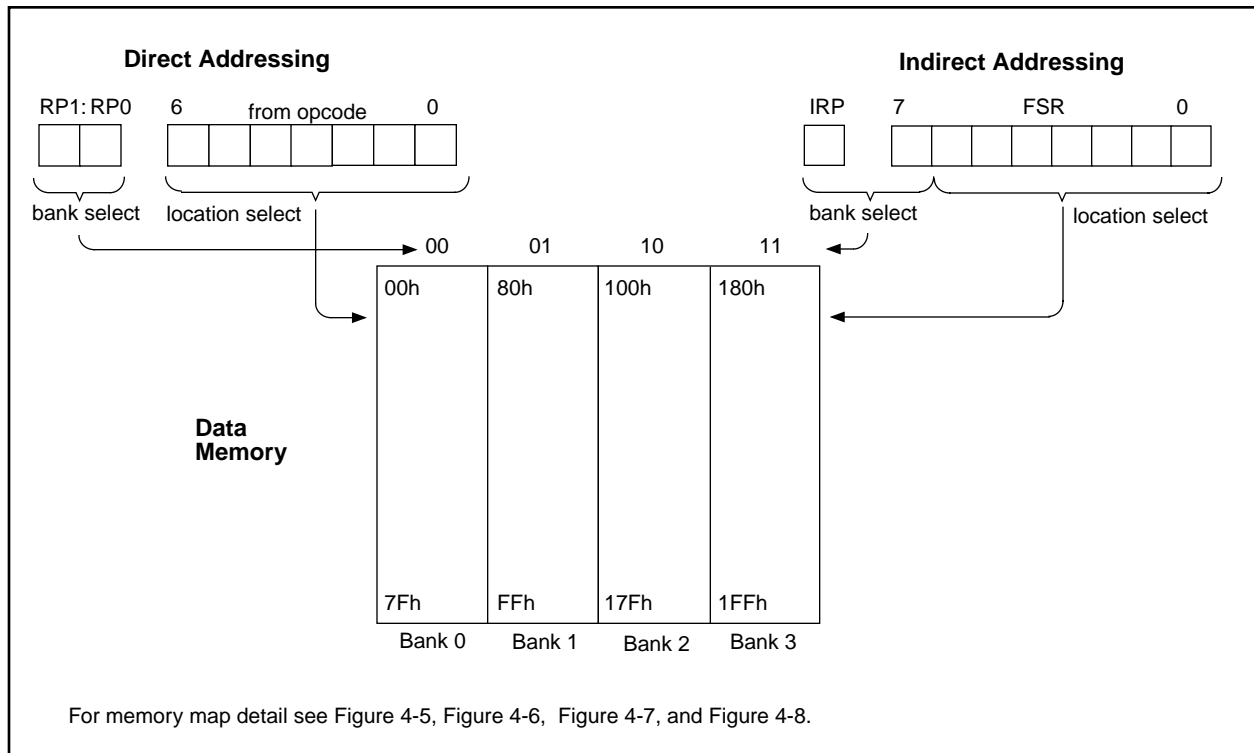 Direct Addressing
Indirect Addressing
RP1: RP0 6 from opcode 0
IRP 7 FSR 0
bank select location select
bank select location select
00 01 10 11
00h 80h 100h 180h
Data
Memory
7Fh FFh 17Fh 1FFh
Bank 0 Bank 1 Bank 2 Bank 3
For memory map detail see Figure 4-5, Figure 4-6, Figure 4-7, and Figure 4-8.